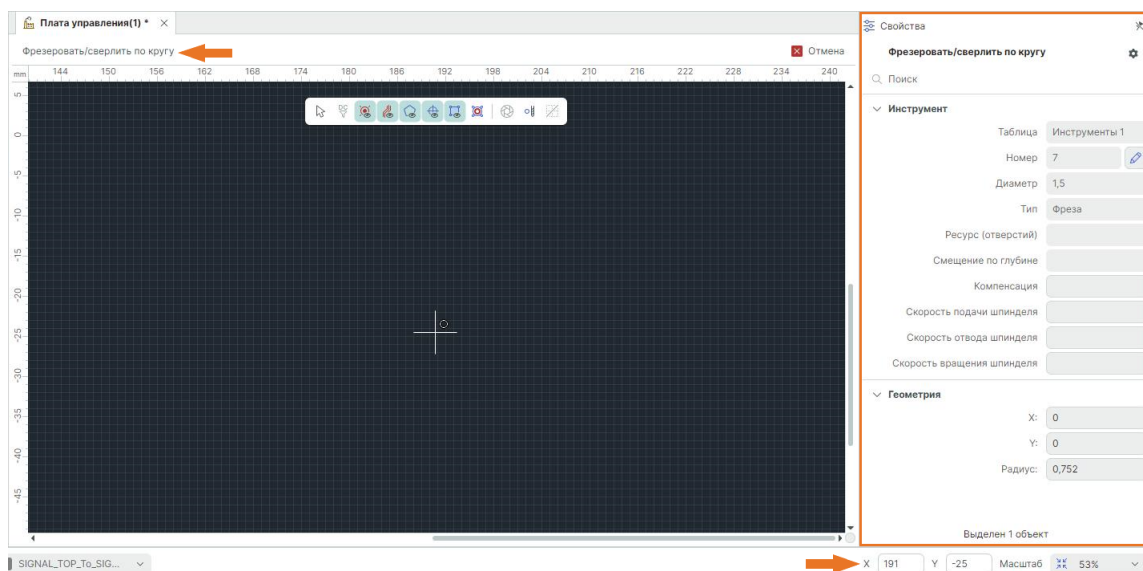 Плата управления(1) *
Фрезеровать/сверлить по кругу
Отмена
mm 144 150 156 162 168 174 180 186 192 198 204 210 216 222 228 234 240
5
0
-5
-10
-15
-20
-25
-30
-35
-40
-45
SIGNAL_TOP_To_SIG...
Свойства
Фрезеровать/сверлить по кругу
Поиск
Инструмент
Таблица Инструменты 1
Номер 7
Диаметр 1,5
Тип Фреза
Ресурс (отверстий)
Смещение по глубине
Компенсация
Скорость подачи шпинделя
Скорость отвода шпинделя
Скорость вращения шпинделя
Геометрия
X: 0
Y: 0
Радиус: 0,752
Выделен 1 объект
X 191 Y -25 Масштаб 53%